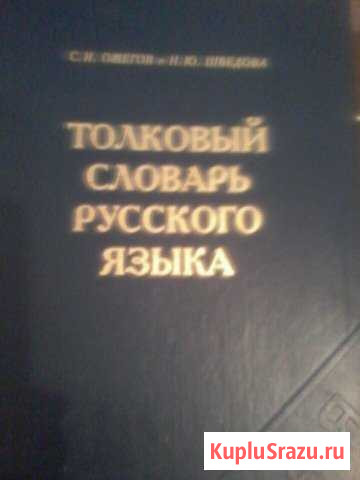 С. И. ОЖЕГОВ и Н. Ю. ШВЕДОВА
ТОЛКОВЫЙ
СЛОВАРЬ
РУССКОГО
ЯЗЫКА
KupluSrazu.ru